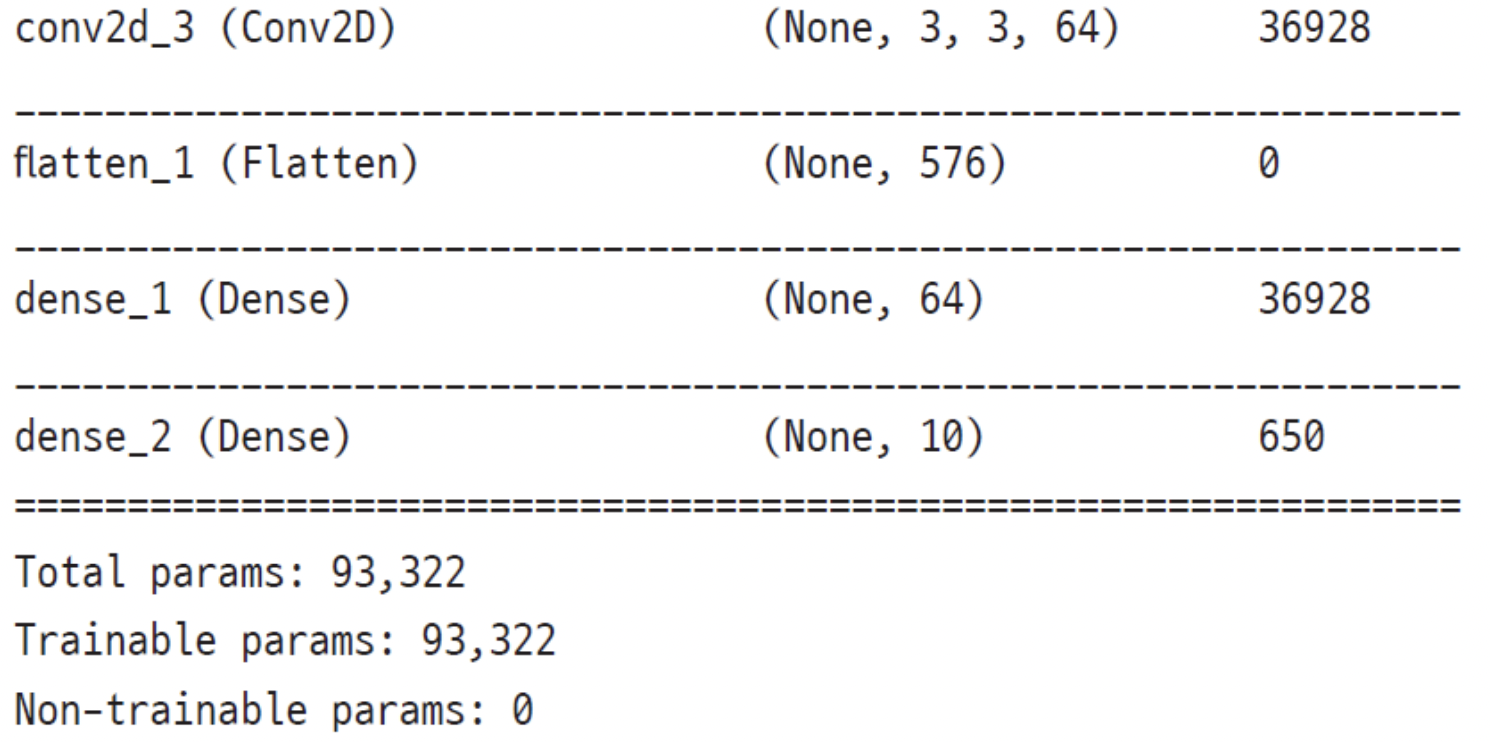 conv2d_3 (Conv2D) (None, 3, 3, 64) 36928
_________________________________________________________________
flatten_1 (Flatten) (None, 576) 0
_________________________________________________________________
dense_1 (Dense) (None, 64) 36928
_________________________________________________________________
dense_2 (Dense) (None, 10) 650
=================================================================
Total params: 93,322
Trainable params: 93,322
Non-trainable params: 0